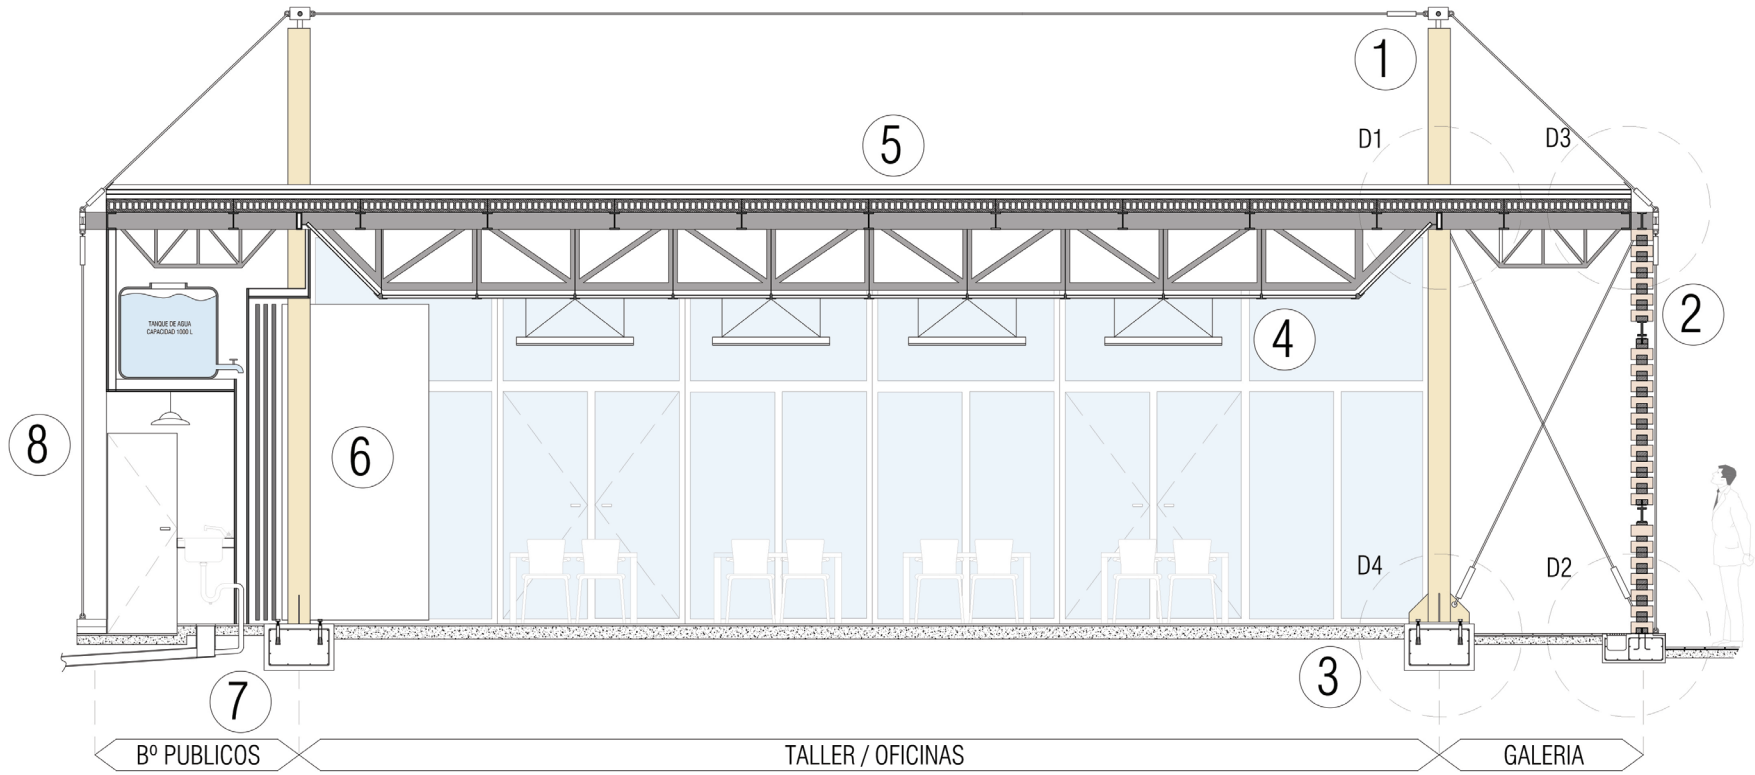 1
5
D1
D3
2
TANQUE DE AGUA
CAPACIDAD 1000 L
4
8
6
D4
D2
3
7
Bº PUBLICOS
TALLER / OFICINAS
GALERIA